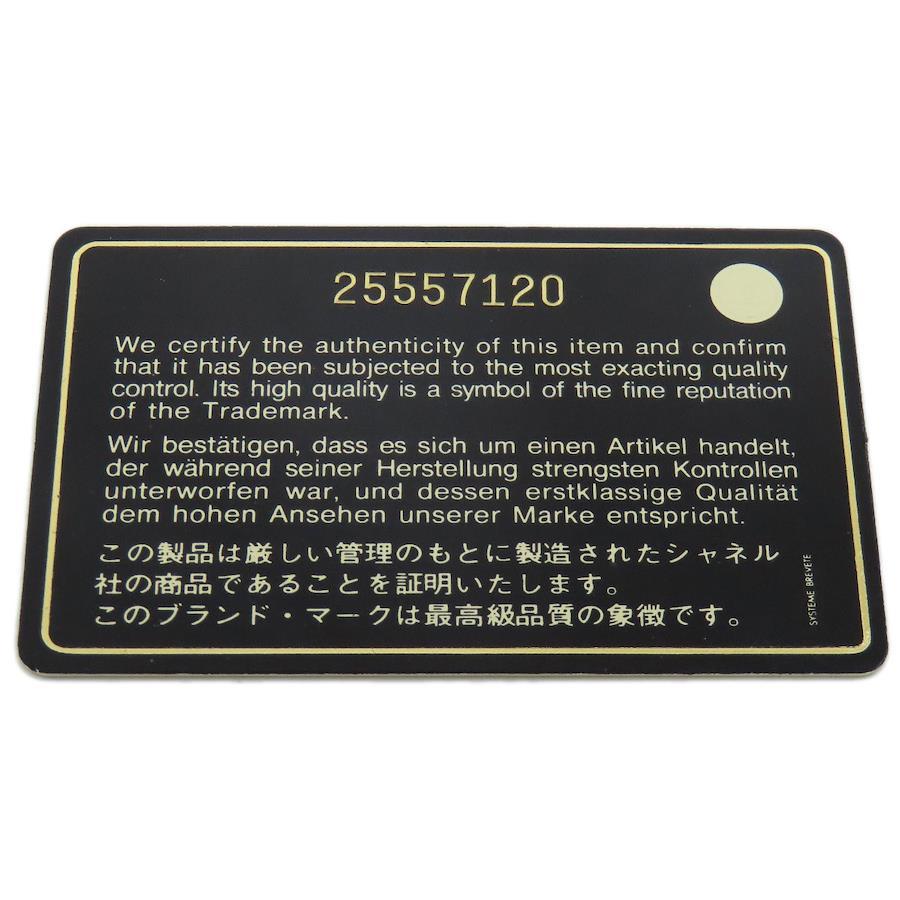 25557120
We certify the authenticity of this item and confirm
that it has been subjected to the most exacting quality
control. Its high quality is a symbol of the fine reputation
of the Trademark.
Wir bestätigen, dass es sich um einen Artikel handelt,
der während seiner Herstellung strengsten Kontrollen
unterworfen war, und dessen erstklassige Qualität
dem hohen Ansehen unserer Marke entspricht.
この製品は厳しい管理のもとに製造されたシャネル
社の商品であることを証明いたします。
このブランド・マークは最高級品質の象徴です。
SYSTEME BREVETE